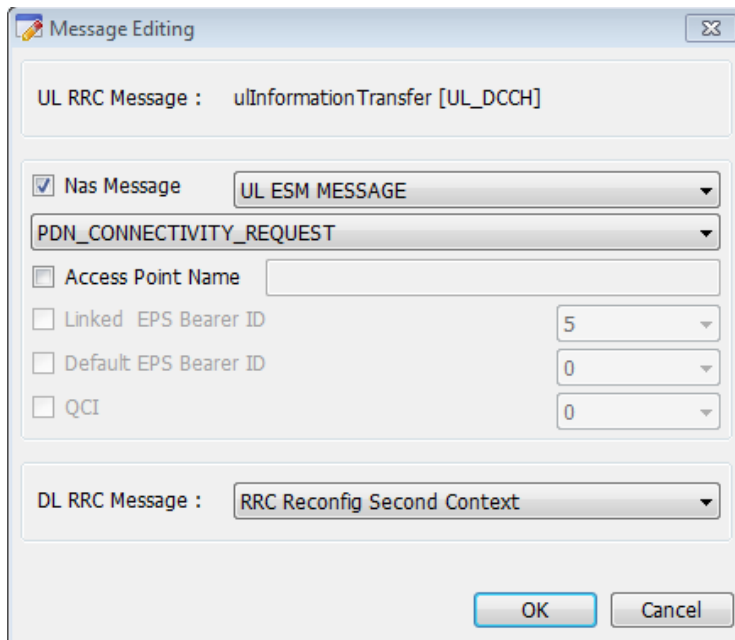 Message Editing
UL RRC Message : ulInformationTransfer [UL_DCCH]
Nas Message UL ESM MESSAGE
PDN_CONNECTIVITY_REQUEST
Access Point Name
Linked EPS Bearer ID 5
Default EPS Bearer ID 0
QCI 0
DL RRC Message : RRC Reconfig Second Context
OK Cancel